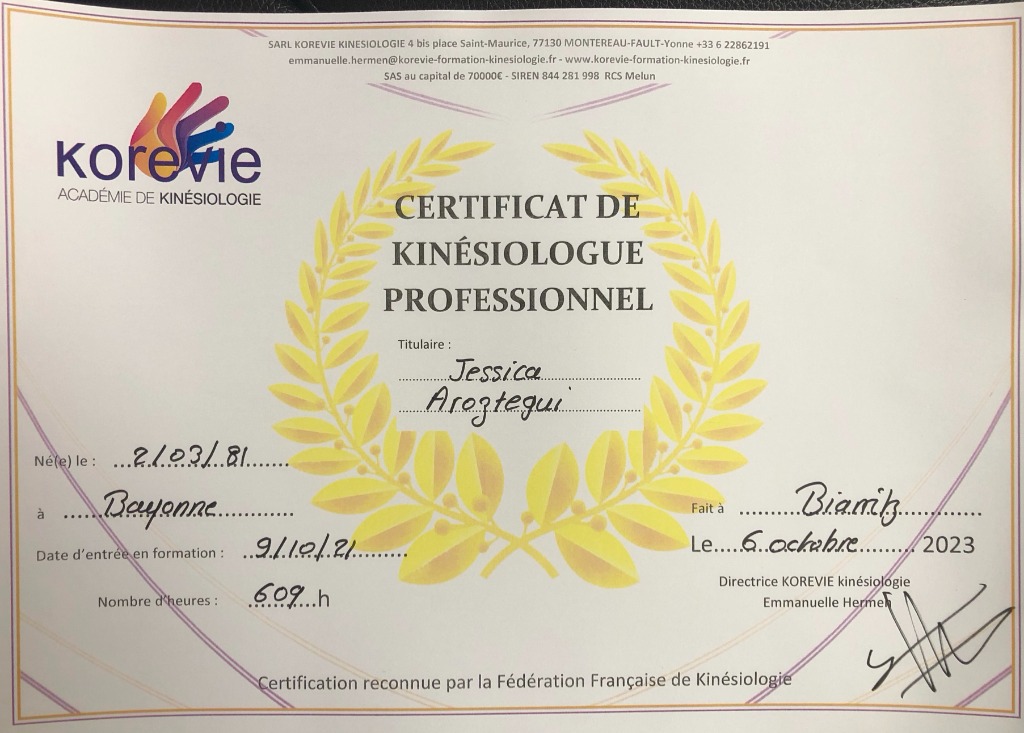 SARL KOREVIE KINESIOLOGIE 4 bis place Saint-Maurice, 77130 MONTEREAU-FAULT-Yonne +33 6 22862191
emmanuelle.hermen@korevie-formation-kinesiologie.fr - www.korevie-formation-kinesiologie.fr
SAS au capital de 70000€ - SIREN 844 281 998 RCS Melun
Korevie
ACADÉMIE DE KINÉSIOLOGIE
CERTIFICAT DE
KINÉSIOLOGUE
PROFESSIONNEL
Titulaire :
Jessica
Aroztegui
Né(e) le : 2/03/81
à Bayonne
Date d'entrée en formation : 9/10/21
Nombre d'heures : 609 h
Fait à Biarritz
Le 6 octobre 2023
Directrice KOREVIE kinésiologie
Emmanuelle Hermen
Certification reconnue par la Fédération Française de Kinésiologie